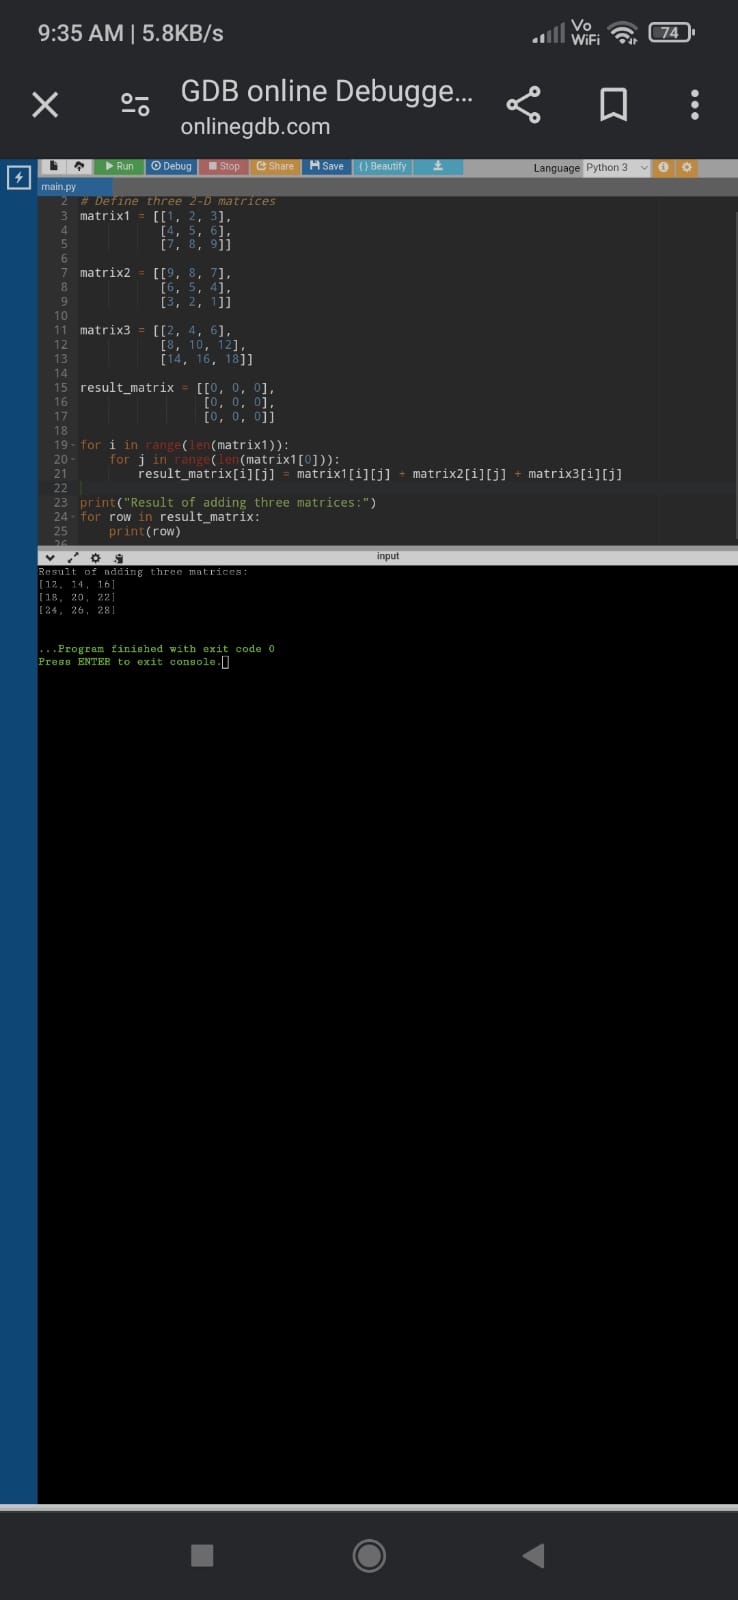 9:35 AM | 5.8KB/s
Vo WiFi 74
GDB online Debugge...
onlinegdb.com
Run Debug Stop Share Save {} Beautify Language Python 3
main.py
2 # Define three 2-D matrices
3 matrix1 = [[1, 2, 3],
4 [4, 5, 6],
5 [7, 8, 9]]
6
7 matrix2 = [[9, 8, 7],
8 [6, 5, 4],
9 [3, 2, 1]]
10
11 matrix3 = [[2, 4, 6],
12 [8, 10, 12],
13 [14, 16, 18]]
14
15 result_matrix = [[0, 0, 0],
16 [0, 0, 0],
17 [0, 0, 0]]
18
19 for i in range(len(matrix1)):
20 for j in range(len(matrix1[0])):
21 result_matrix[i][j] = matrix1[i][j] + matrix2[i][j] + matrix3[i][j]
22
23 print("Result of adding three matrices:")
24 for row in result_matrix:
25 print(row)
26
input
Result of adding three matrices:
[12, 14, 16]
[18, 20, 22]
[24, 26, 28]
...Program finished with exit code 0
Press ENTER to exit console.